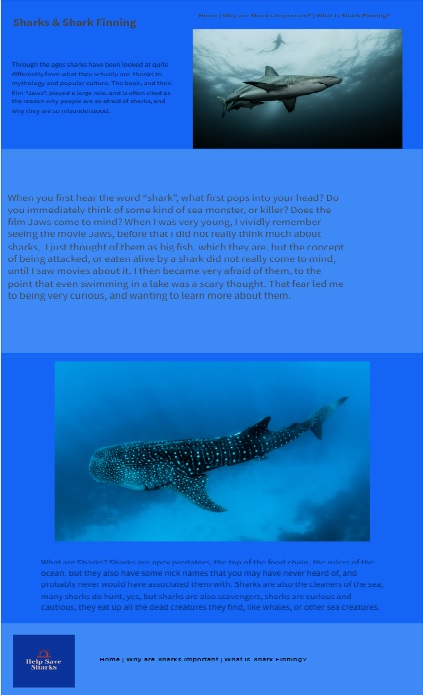 Home | Why are Sharks Important? | What is Shark Finning?
Sharks & Shark Finning
Through the ages sharks have been looked at quite
differently from what they actually are, thanks to
mythology and popular culture. The book, and then
film "Jaws", played a large role, and is often cited as
the reason why people are so afraid of sharks, and
why they are so misunderstood.
When you first hear the word "shark", what first pops into your head? Do
you immediately think of some kind of sea monster, or killer? Does the
film Jaws come to mind? When I was very young, I vividly remember
seeing the movie Jaws, before that I did not really think much about
sharks. I just thought of them as big fish, which they are, but the concept
of being attacked, or eaten alive by a shark did not really come to mind,
until I saw movies about it. I then became very afraid of them, to the
point that even swimming in a lake was a scary thought. That fear led me
to being very curious, and wanting to learn more about them.
What are Sharks? Sharks are apex predators, the top of the food chain, the rulers of the
ocean. But they also have some nick names that you may have never heard of, and
probably never would have associated them with. Sharks are also the cleaners of the sea,
many sharks do hunt, yes, but sharks are also scavengers, sharks are curious and
cautious, they eat up all the dead creatures they find, like whales, or other sea creatures.
Help Save
Sharks
Home | Why are Sharks Important | What is Shark Finning?